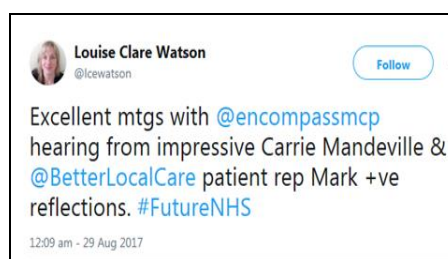 Louise Clare Watson
@lcewatson
Follow
Excellent mtgs with @encompassmcp
hearing from impressive Carrie Mandeville &
@BetterLocalCare patient rep Mark +ve
reflections. #FutureNHS
12:09 am - 29 Aug 2017